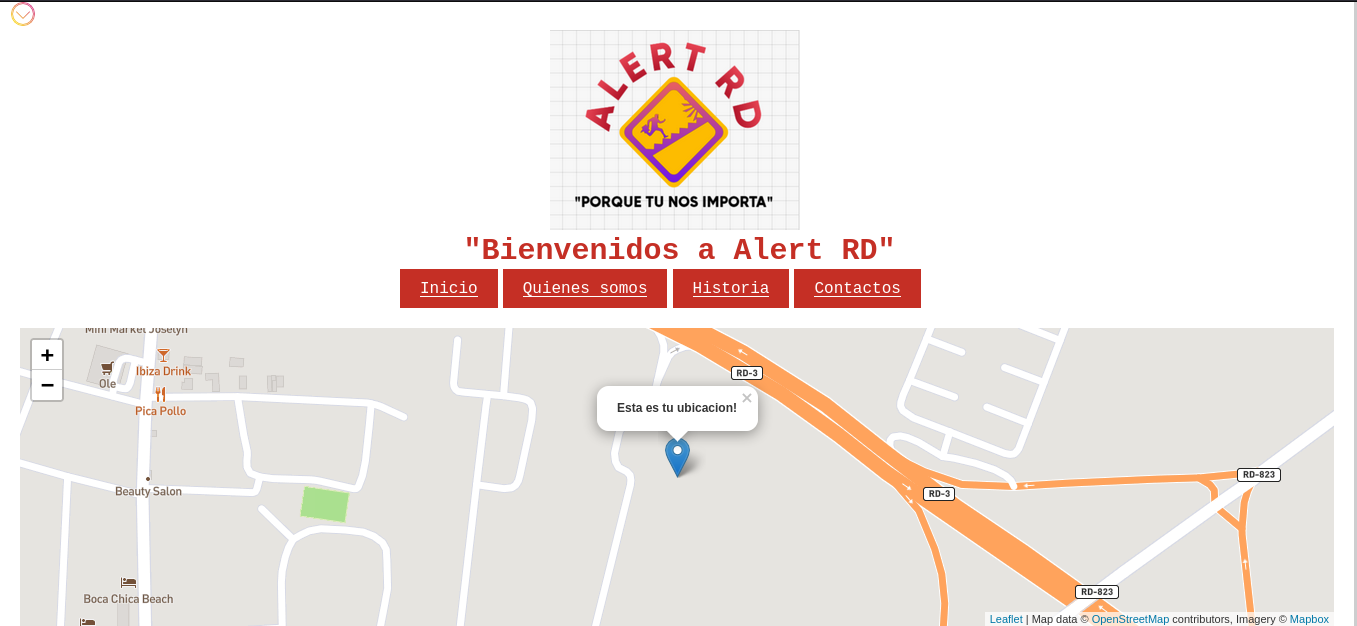 ALERT RD
"PORQUE TU NOS IMPORTA"
"Bienvenidos a Alert RD"
Inicio Quienes somos Historia Contactos
Mini Market Joselyn
+
−
Ole
Ibiza Drink
Pica Pollo
RD-3
Esta es tu ubicacion! ×
RD-823
Beauty Salon
RD-3
Boca Chica Beach
RD-823
Leaflet | Map data © OpenStreetMap contributors, Imagery © Mapbox